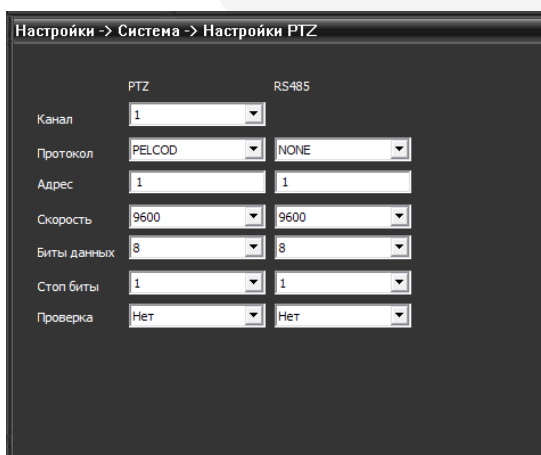 Настройки -> Система -> Настройки PTZ
PTZ RS485
Канал 1
Протокол PELCOD NONE
Адрес 1 1
Скорость 9600 9600
Биты данных 8 8
Стоп биты 1 1
Проверка Нет Нет